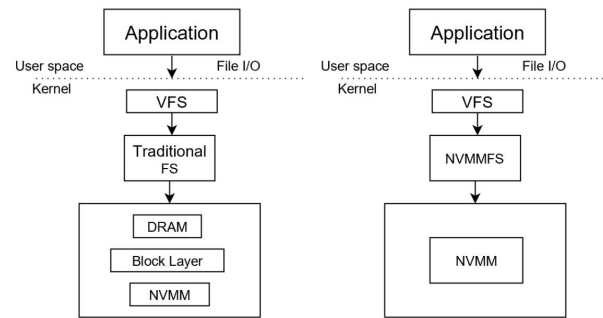 Application
User space
File I/O
Kernel
VFS
Traditional
FS
DRAM
Block Layer
NVMM
Application
User space
File I/O
Kernel
VFS
NVMMFS
NVMM